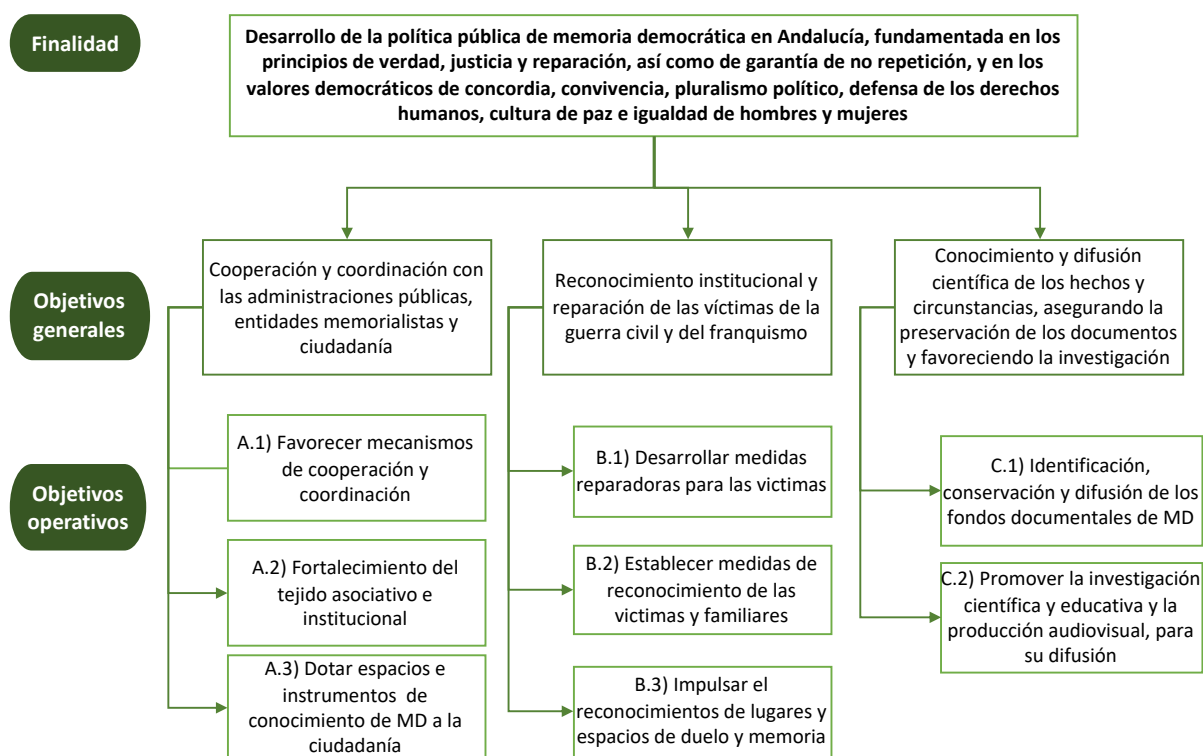 Finalidad
Desarrollo de la política pública de memoria democrática en Andalucía, fundamentada en los
principios de verdad, justicia y reparación, así como de garantía de no repetición, y en los
valores democráticos de concordia, convivencia, pluralismo político, defensa de los derechos
humanos, cultura de paz e igualdad de hombres y mujeres
Objetivos
generales
Cooperación y coordinación con
las administraciones públicas,
entidades memorialistas y
ciudadanía
Reconocimiento institucional y
reparación de las víctimas de la
guerra civil y del franquismo
Conocimiento y difusión
científica de los hechos y
circunstancias, asegurando la
preservación de los documentos
y favoreciendo la investigación
Objetivos
operativos
A.1) Favorecer mecanismos
de cooperación y
coordinación
A.2) Fortalecimiento del
tejido asociativo e
institucional
A.3) Dotar espacios e
instrumentos de
conocimiento de MD a la
ciudadanía
B.1) Desarrollar medidas
reparadoras para las victimas
B.2) Establecer medidas de
reconocimiento de las
victimas y familiares
B.3) Impulsar el
reconocimientos de lugares y
espacios de duelo y memoria
C.1) Identificación,
conservación y difusión de los
fondos documentales de MD
C.2) Promover la investigación
científica y educativa y la
producción audiovisual, para
su difusión